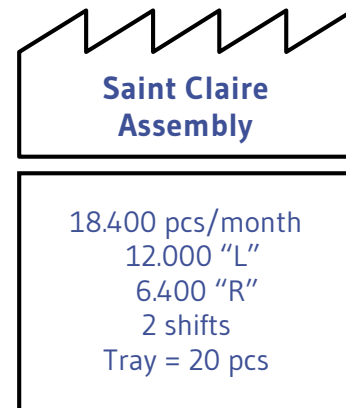 Saint Claire
Assembly
18.400 pcs/month
12.000 “L”
6.400 “R”
2 shifts
Tray = 20 pcs